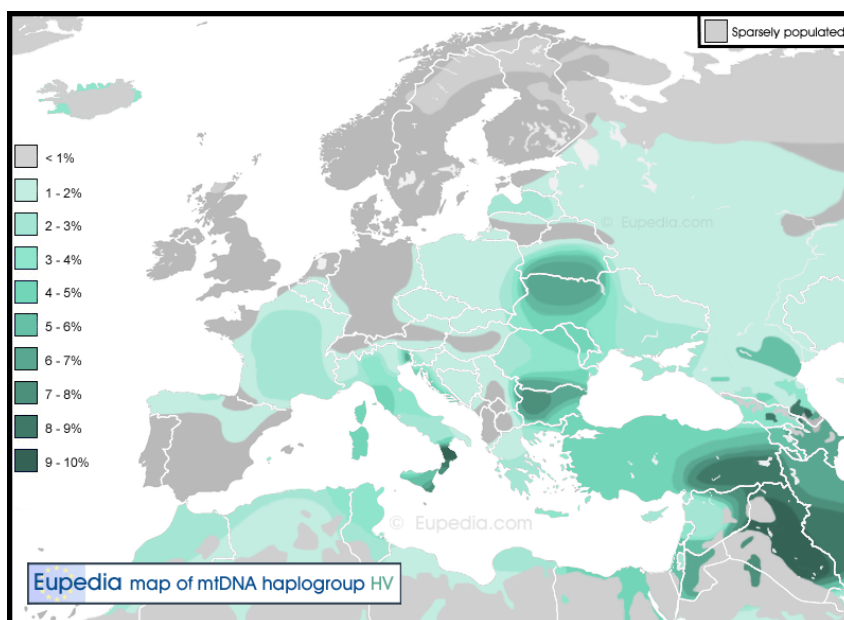 Sparsely populated
< 1%
1 - 2%
2 - 3%
3 - 4%
4 - 5%
5 - 6%
6 - 7%
7 - 8%
8 - 9%
9 - 10%
© Eupedia.com
© Eupedia.com
Eupedia map of mtDNA haplogroup HV